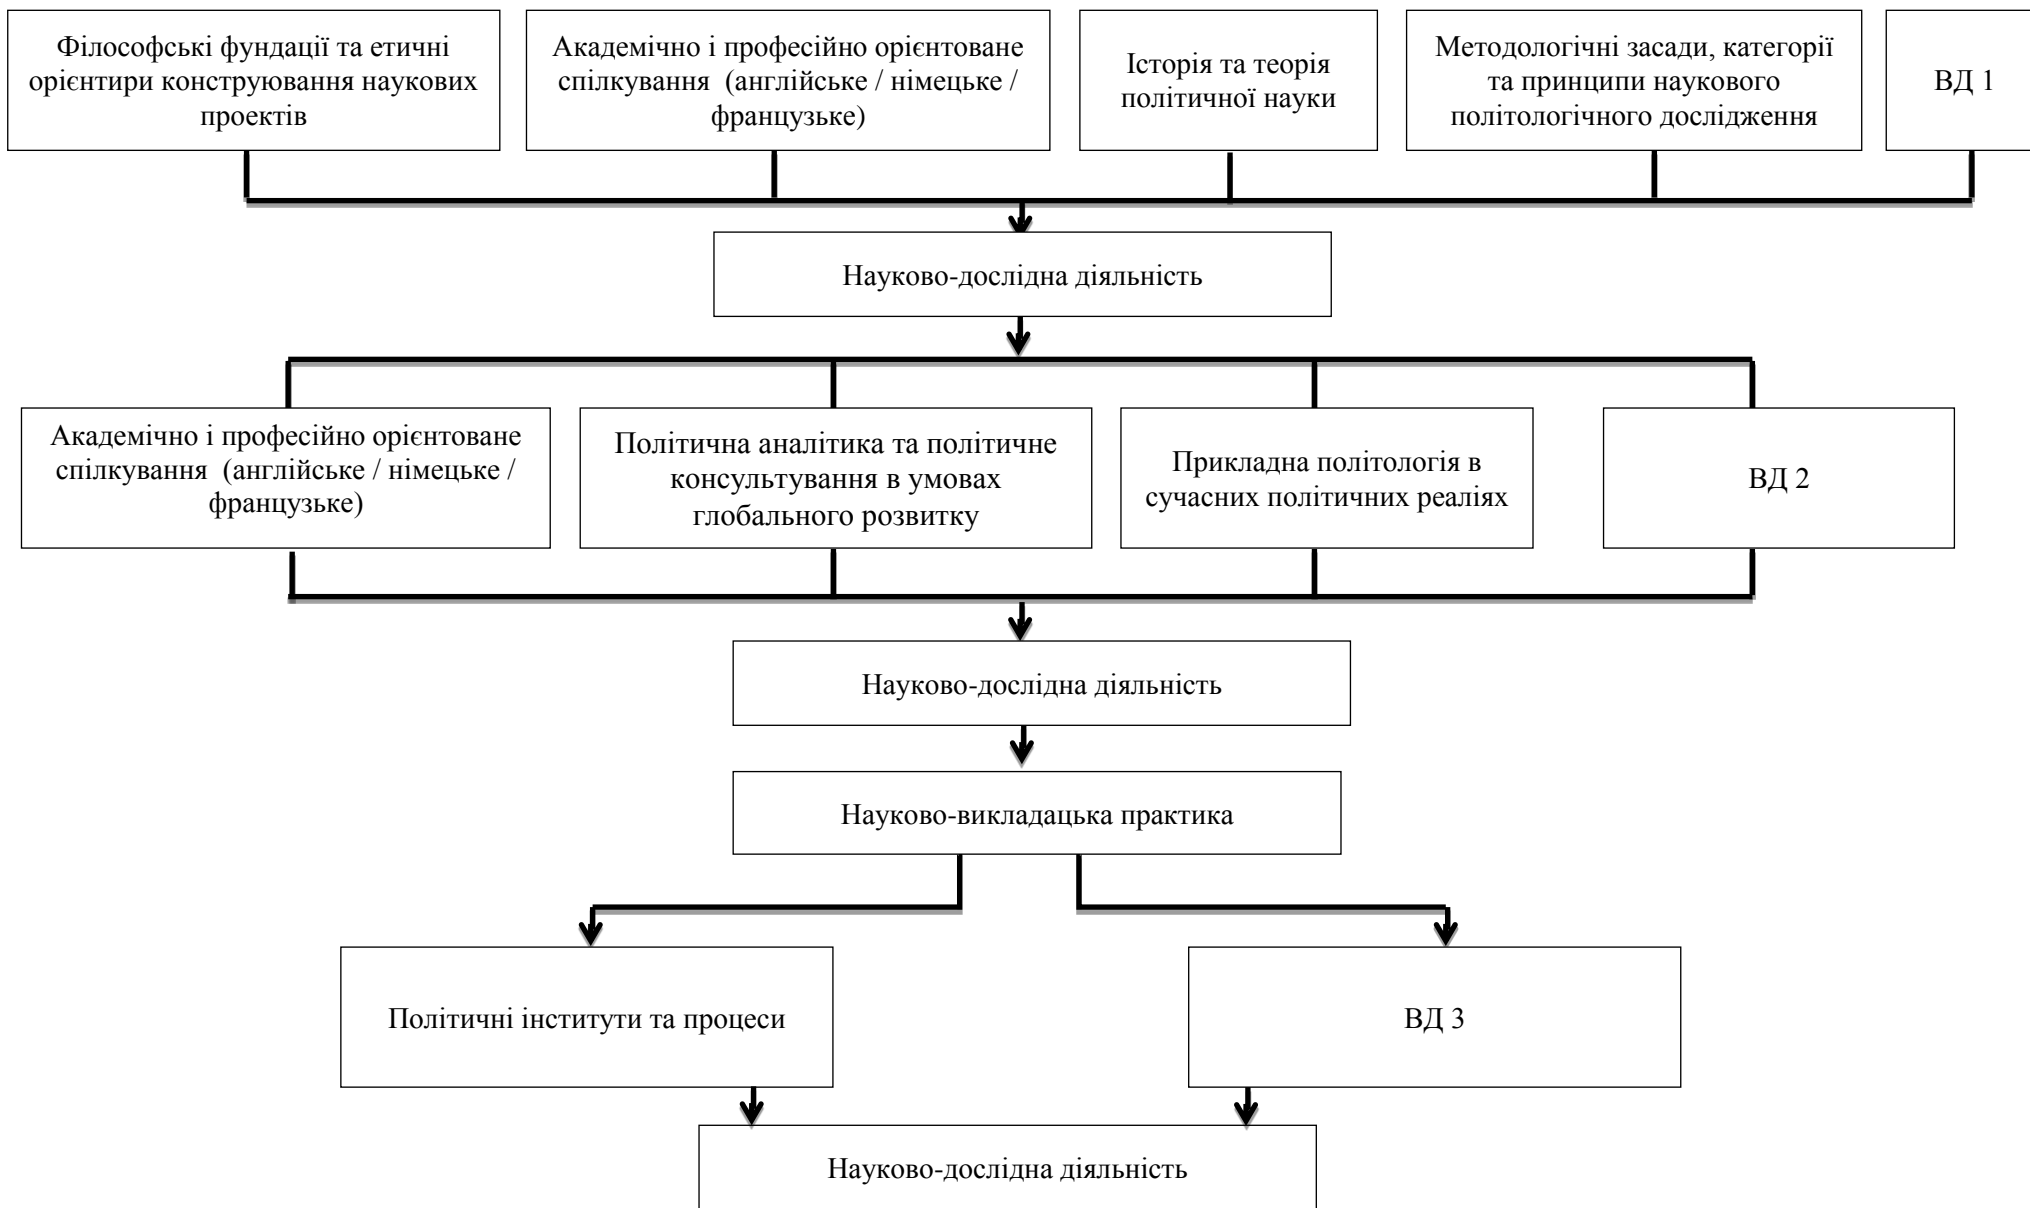 Філософські фундації та етичні
орієнтири конструювання наукових
проектів
Академічно і професійно орієнтоване
спілкування  (англійське / німецьке /
французьке)
Історія та теорія
політичної науки
Методологічні засади, категорії
та принципи наукового
політологічного дослідження
ВД 1
Науково-дослідна діяльність
Академічно і професійно орієнтоване
спілкування  (англійське / німецьке /
французьке)
Політична аналітика та політичне
консультування в умовах
глобального розвитку
Прикладна політологія в
сучасних політичних реаліях
ВД 2
Науково-дослідна діяльність
Науково-викладацька практика
Політичні інститути та процеси
ВД 3
Науково-дослідна діяльність